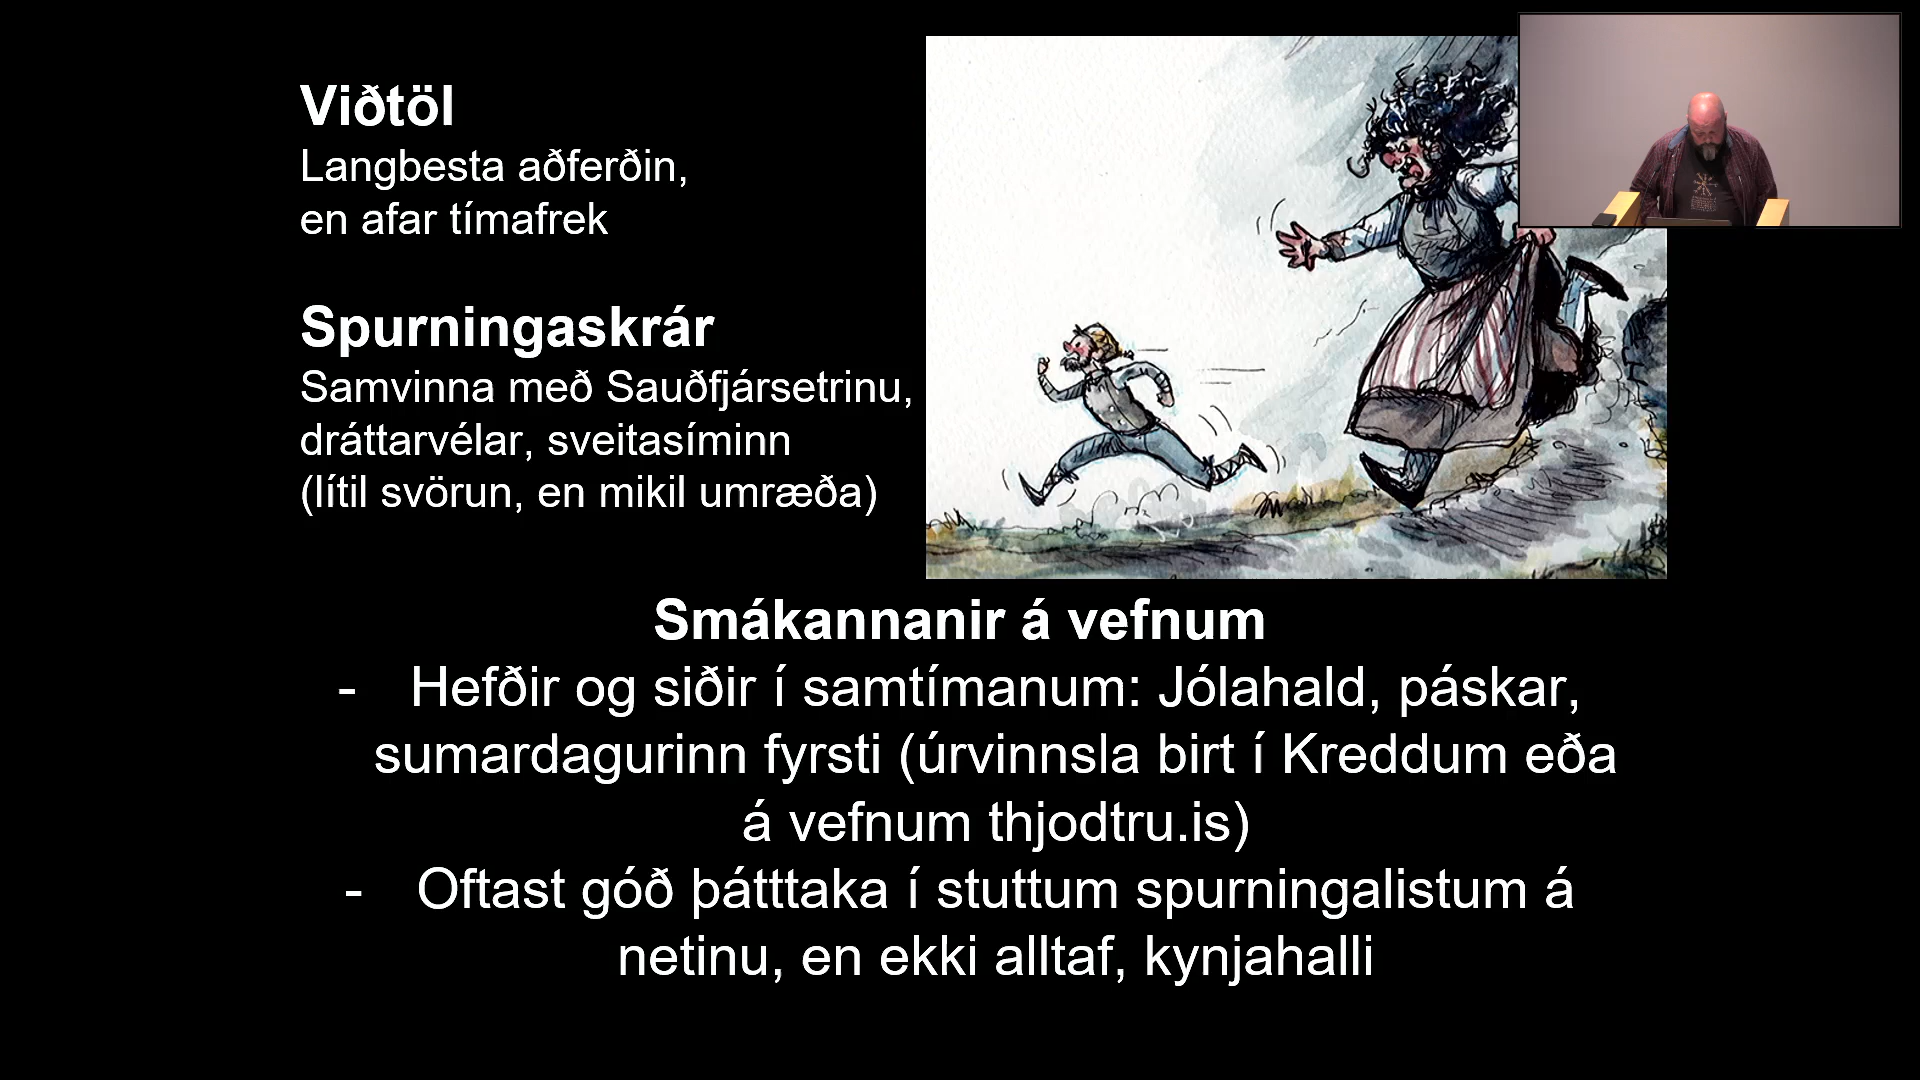 Viðtöl
Langbesta aðferðin,
en afar tímafrek
Spurningaskrár
Samvinna með Sauðfjársetrinu,
dráttarvélar, sveitasíminn
(lítil svörun, en mikil umræða)
Smákannanir á vefnum
- Hefðir og siðir í samtímanum: Jólahald, páskar,
sumardagurinn fyrsti (úrvinnsla birt í Kreddum eða
á vefnum thjodtru.is)
- Oftast góð þátttaka í stuttum spurningalistum á
netinu, en ekki alltaf, kynjahalli